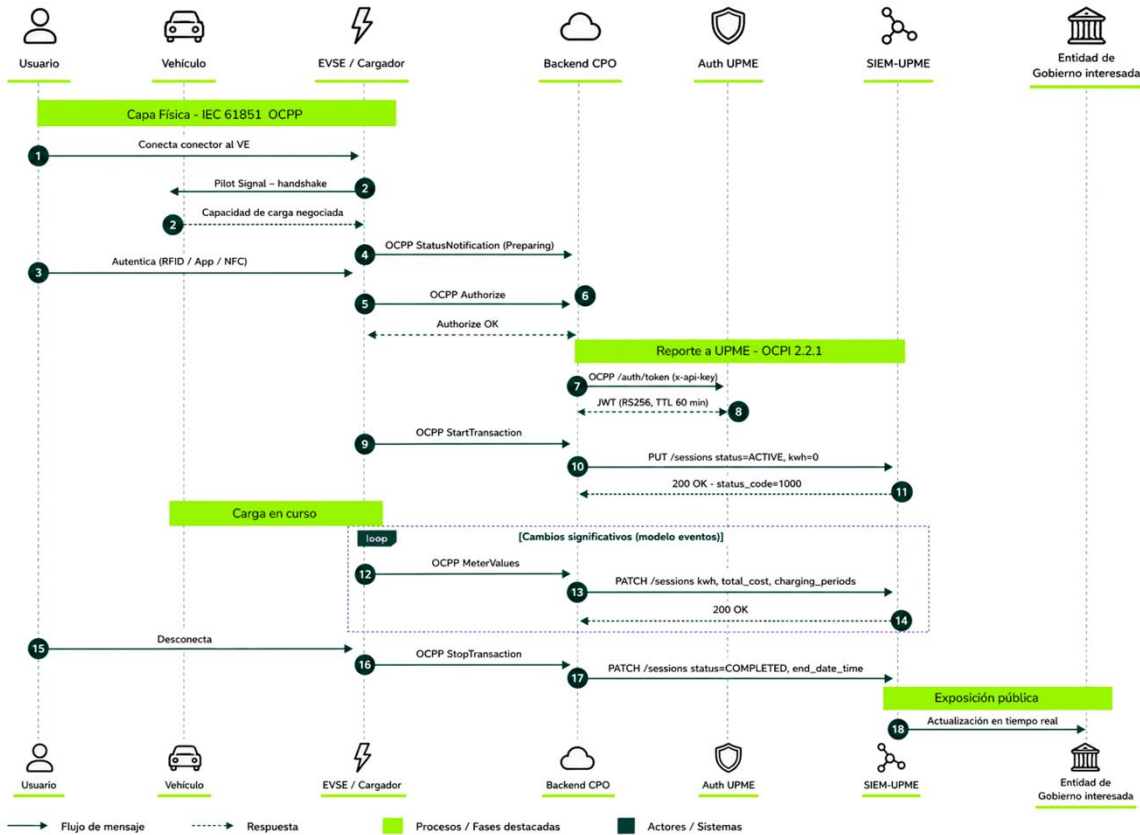 Usuario
Vehículo
EVSE / Cargador
Backend CPO
Auth UPME
SIEM-UPME
Entidad de
Gobierno interesada
Capa Física - IEC 61851 OCPP
1
Conecta conector al VE
Pilot Signal – handshake
2
2
Capacidad de carga negociada
4
OCPP StatusNotification (Preparing)
3
Autentica (RFID / App / NFC)
5
OCPP Authorize
6
Authorize OK
Reporte a UPME - OCPI 2.2.1
7
OCPP /auth/token (x-api-key)
JWT (RS256, TTL 60 min)
8
9
OCPP StartTransaction
10
PUT /sessions status=ACTIVE, kwh=0
200 OK - status_code=1000
11
Carga en curso
loop
[Cambios significativos (modelo eventos)]
12
OCPP MeterValues
13
PATCH /sessions kwh, total_cost, charging_periods
200 OK
14
15
Desconecta
16
OCPP StopTransaction
17
PATCH /sessions status=COMPLETED, end_date_time
Exposición pública
18
Actualización en tiempo real
Usuario
Vehículo
EVSE / Cargador
Backend CPO
Auth UPME
SIEM-UPME
Entidad de
Gobierno interesada
Flujo de mensaje
Respuesta
Procesos / Fases destacadas
Actores / Sistemas